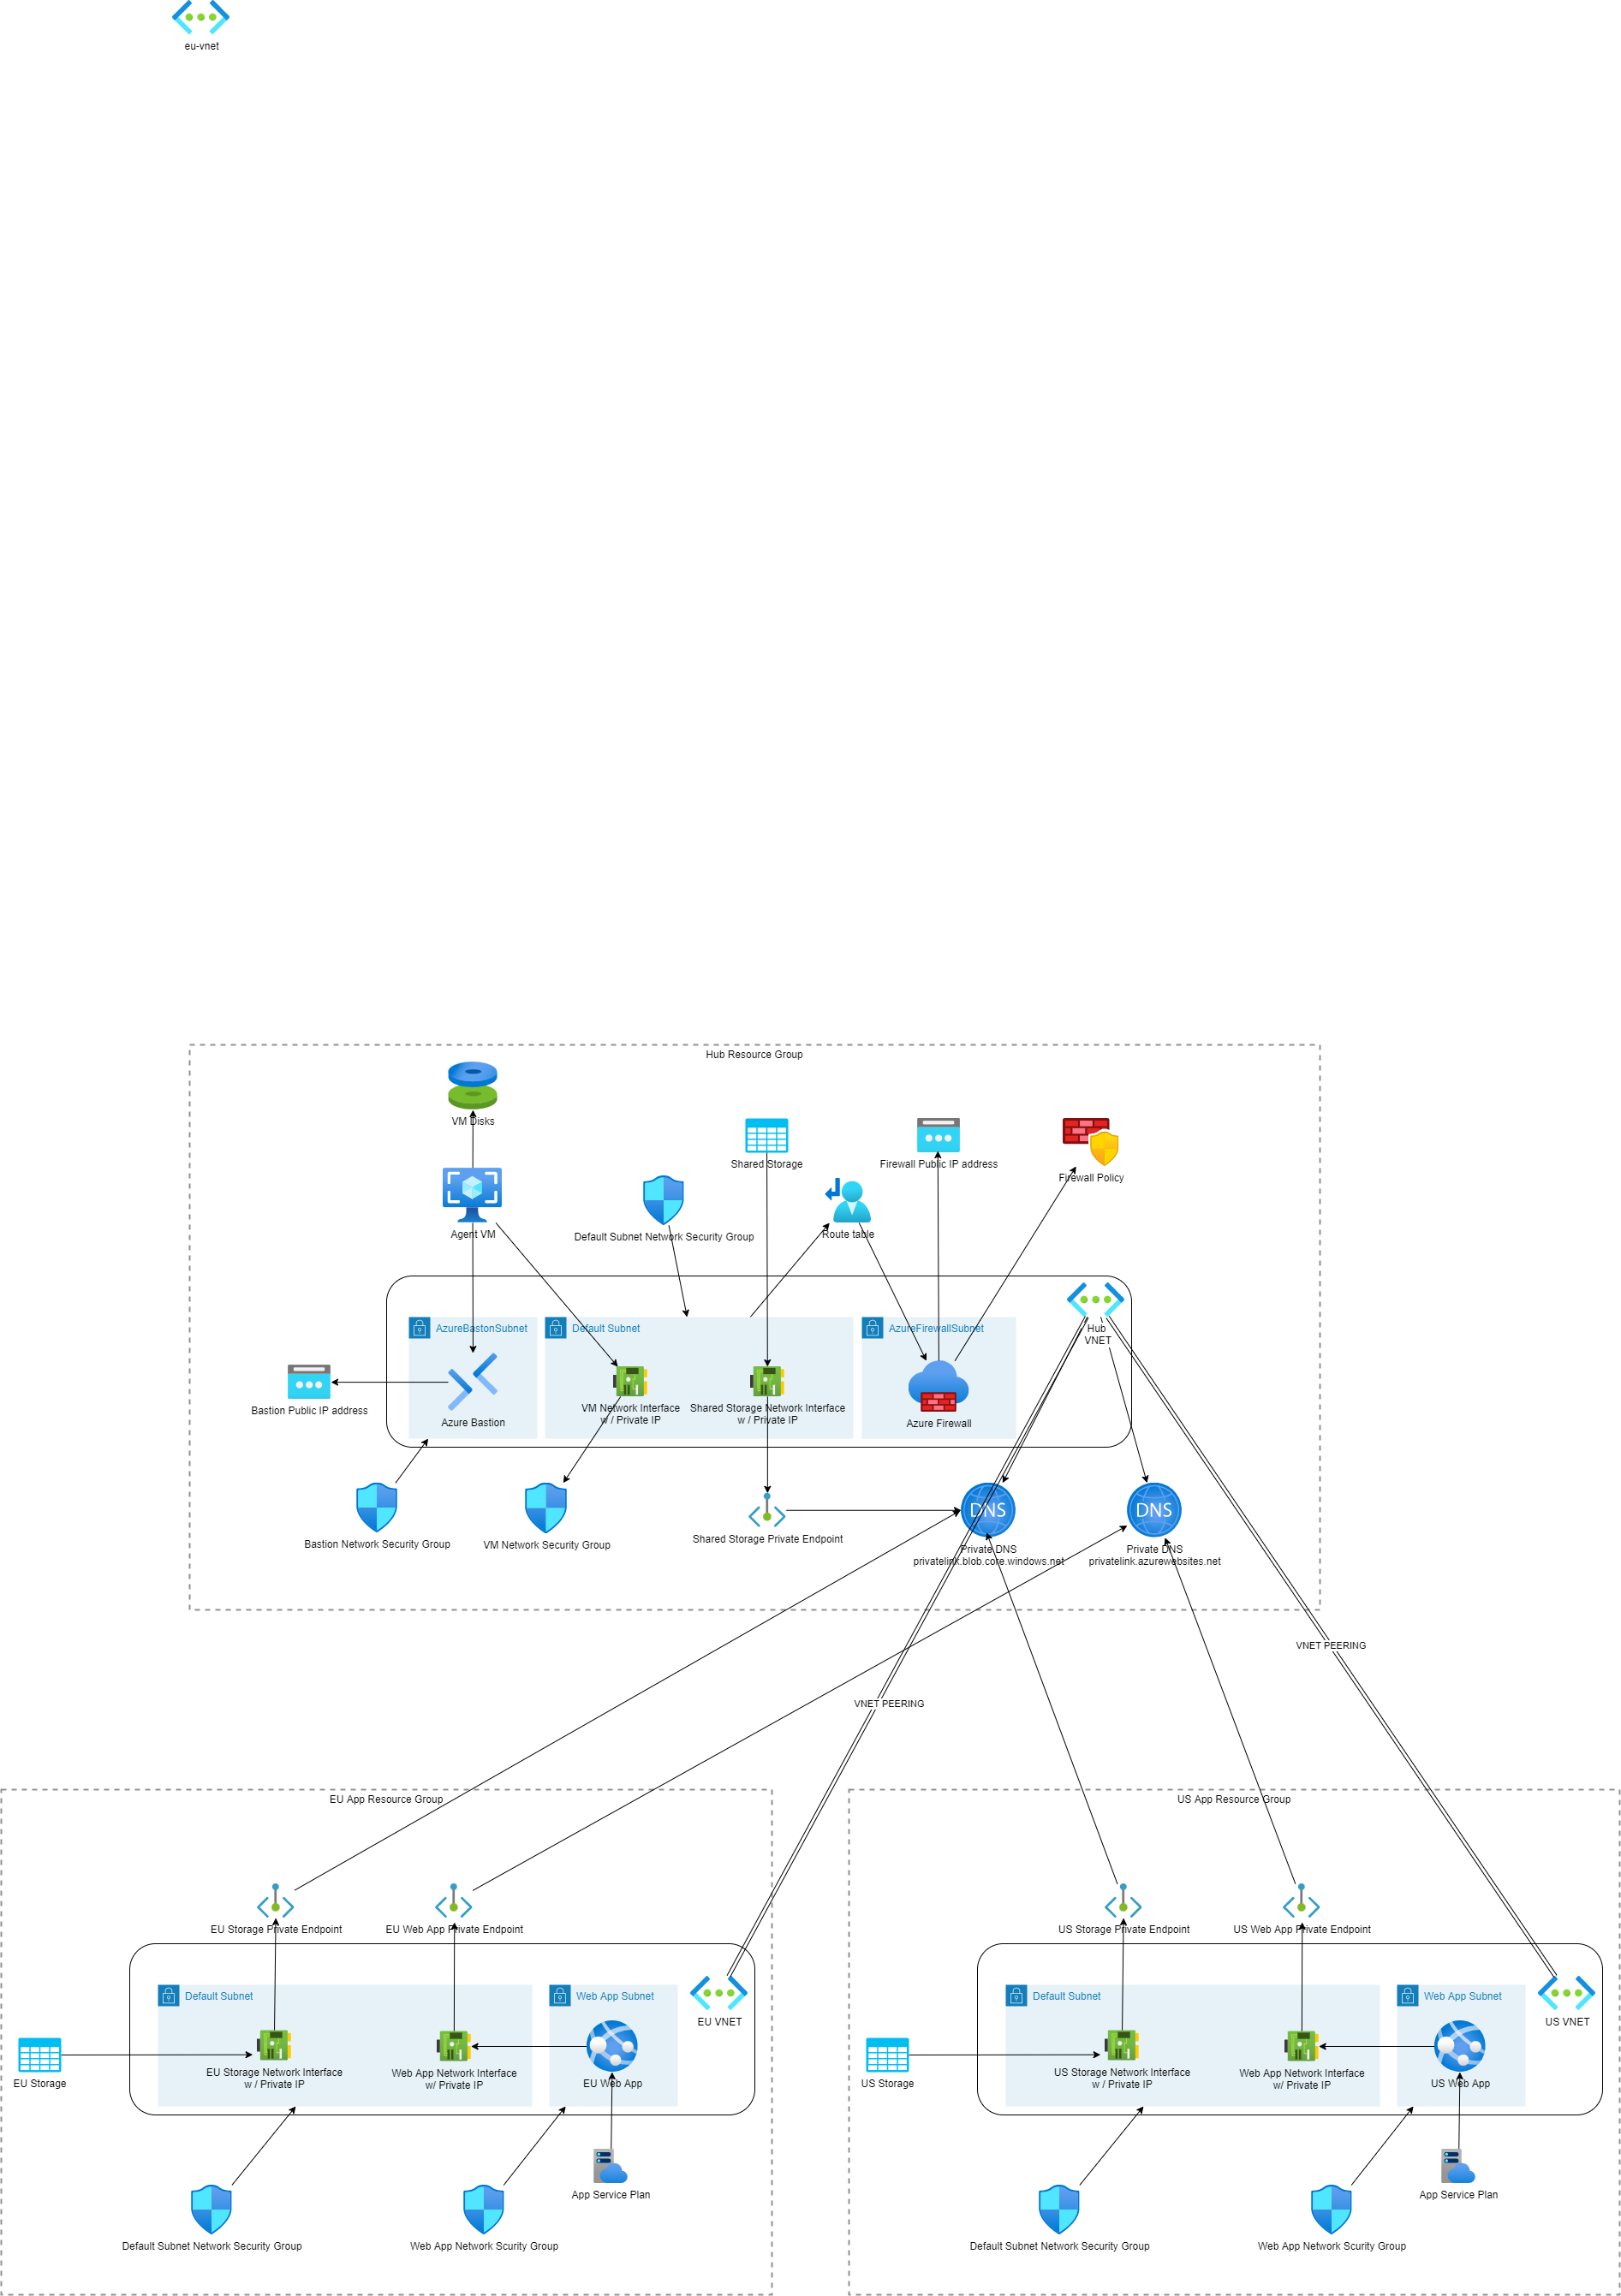 eu-vnet
Hub Resource Group
VM Disks
Shared Storage
Firewall Public IP address
Firewall Policy
Agent VM
Default Subnet Network Security Group
Route table
AzureBastonSubnet
Default Subnet
AzureFirewallSubnet
Hub
VNET
Bastion Public IP address
Azure Bastion
VM Network Interface
w / Private IP
Shared Storage Network Interface
w / Private IP
Azure Firewall
Bastion Network Security Group
VM Network Security Group
Shared Storage Private Endpoint
DNS
Private DNS
privatelink.blob.core.windows.net
DNS
Private DNS
privatelink.azurewebsites.net
VNET PEERING
VNET PEERING
EU App Resource Group
EU Storage Private Endpoint
EU Web App Private Endpoint
Default Subnet
Web App Subnet
EU VNET
EU Storage
EU Storage Network Interface
w / Private IP
Web App Network Interface
w/ Private IP
EU Web App
App Service Plan
Default Subnet Network Ssecurity Group
Web App Network Scurity Group
US App Resource Group
US Storage Private Endpoint
US Web App Private Endpoint
Default Subnet
Web App Subnet
US VNET
US Storage
US Storage Network Interface
w / Private IP
Web App Network Interface
w/ Private IP
US Web App
App Service Plan
Default Subnet Network Ssecurity Group
Web App Network Scurity Group